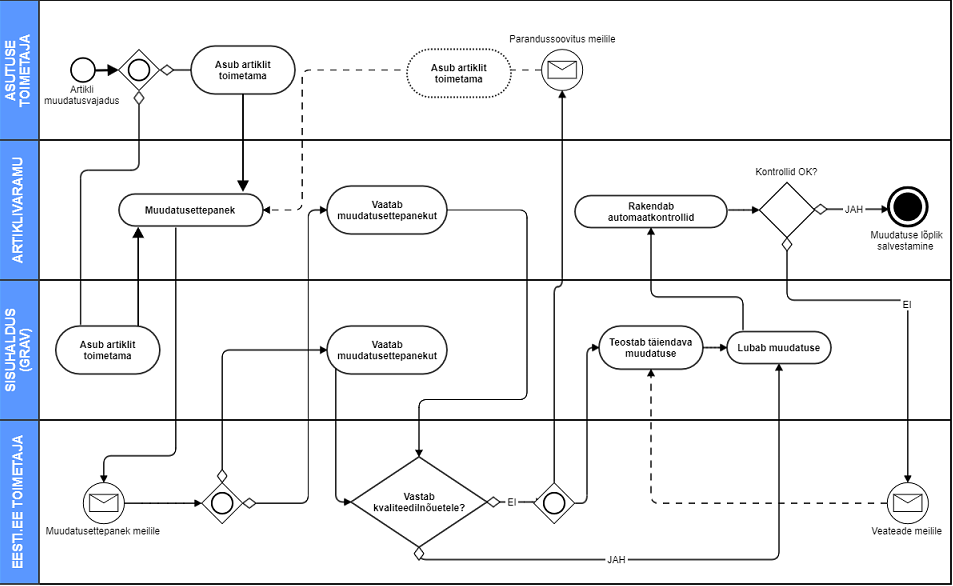 ASUTUSE
TOIMETAJA
Artikli
muudatusvajadus
Asub artiklit
toimetama
Asub artiklit
toimetama
Parandussoovitus meilile
ARTIKLIVARAMU
Muudatusettepanek
Vaatab
muudatusettepanekut
Rakendab
automaatkontrollid
Kontrollid OK?
JAH
Muudatuse lõplik
salvestamine
SISUHALDUS
(GRAV)
Asub artiklit
toimetama
Vaatab
muudatusettepanekut
Teostab täiendava
muudatuse
Lubab muudatuse
EI
EESTI.EE TOIMETAJA
Muudatusettepanek meilile
Vastab
kvaliteedilnõuetele?
EI
JAH
Veateade meilile